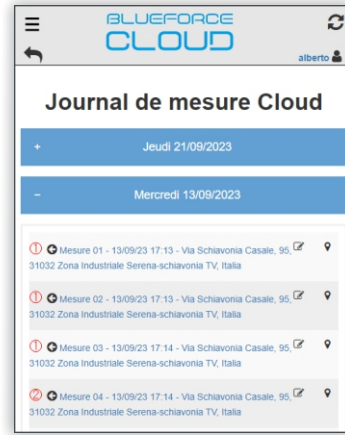 BLUEFORCE
CLOUD
alberto
Journal de mesure Cloud
+ Jeudi 21/09/2023
− Mercredi 13/09/2023
① Mesure 01 - 13/09/23 17:13 - Via Schiavonia Casale, 95,
31032 Zona Industriale Serena-schiavonia TV, Italia
① Mesure 02 - 13/09/23 17:13 - Via Schiavonia Casale, 95,
31032 Zona Industriale Serena-schiavonia TV, Italia
① Mesure 03 - 13/09/23 17:14 - Via Schiavonia Casale, 95,
31032 Zona Industriale Serena-schiavonia TV, Italia
② Mesure 04 - 13/09/23 17:14 - Via Schiavonia Casale, 95,
31032 Zona Industriale Serena-schiavonia TV, Italia